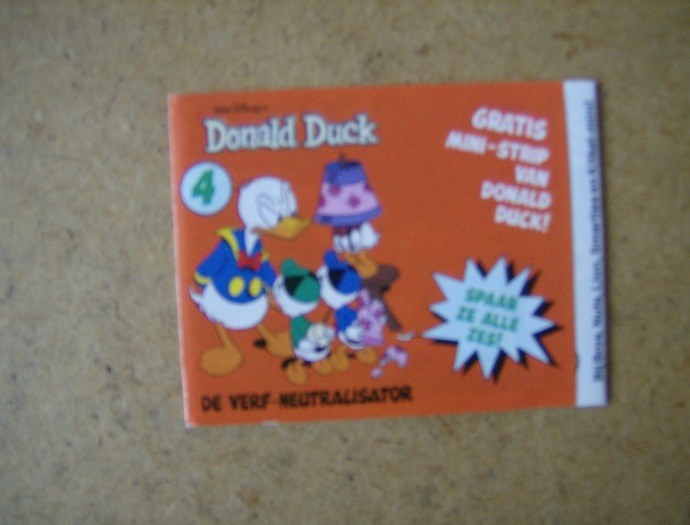 Walt Disney's
Donald Duck
4
GRATIS
MINI-STRIP
VAN
DONALD
DUCK!
SPAAR
ZE ALLE
ZES!
DE VERF-NEUTRALISATOR